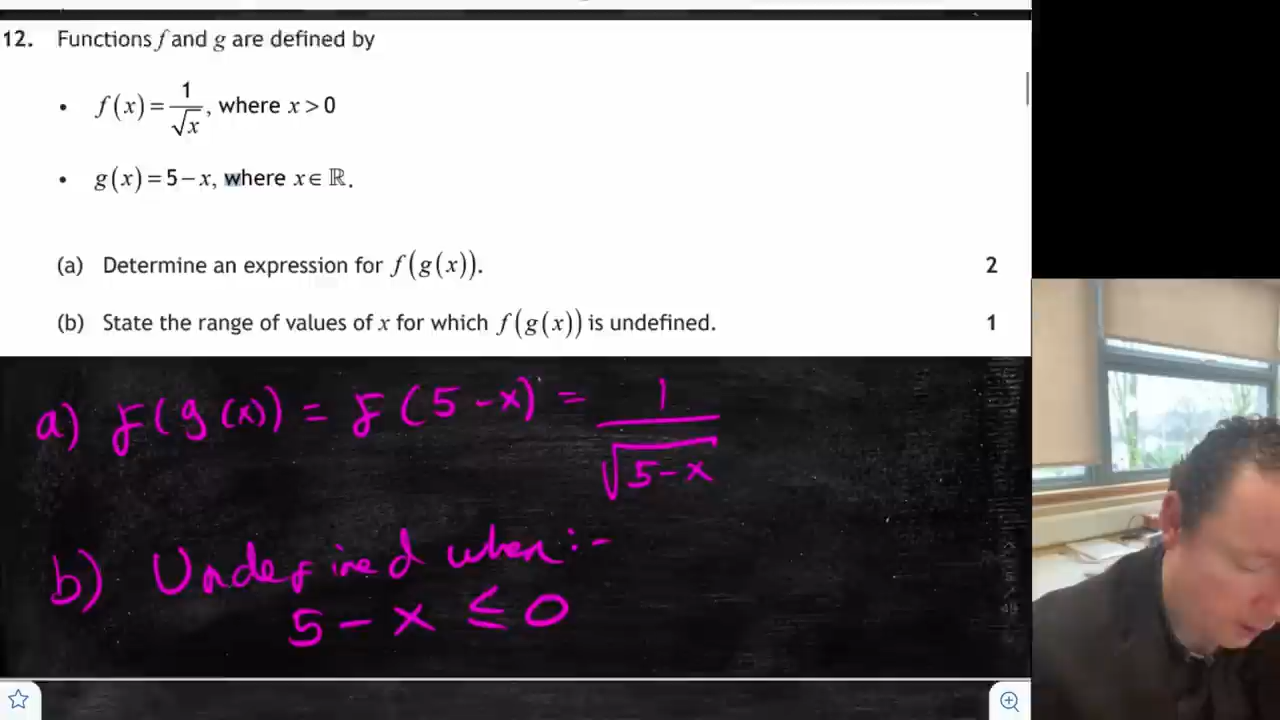 12. Functions f and g are defined by
• f(x) = 1/√x, where x > 0
• g(x) = 5 − x, where x ∈ ℝ.
(a) Determine an expression for f(g(x)). 2
(b) State the range of values of x for which f(g(x)) is undefined. 1
a) f(g(x)) = f(5 − x) = 1/√(5−x)
b) Undefined when :-
5 − x ≤ 0